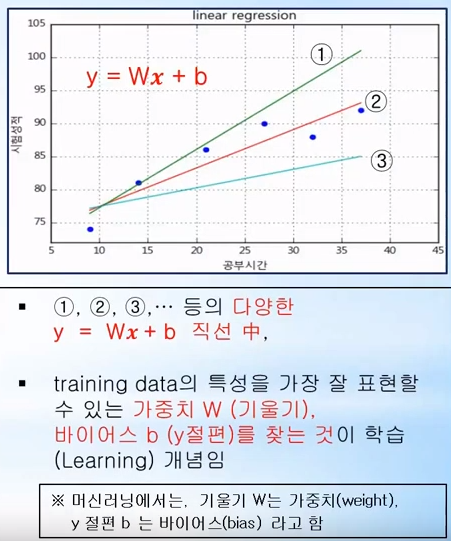 linear regression
105
100
95
90
85
80
75
시험성적
y = Wx + b
①
②
③
5 10 15 20 25 30 35 40 45
공부시간
▪ ①, ②, ③,… 등의 다양한
y = Wx + b 직선 中,
▪ training data의 특성을 가장 잘 표현할
수 있는 가중치 W (기울기),
바이어스 b (y절편)를 찾는 것이 학습
(Learning) 개념임
※ 머신러닝에서는, 기울기 W는 가중치(weight),
y 절편 b 는 바이어스(bias) 라고 함